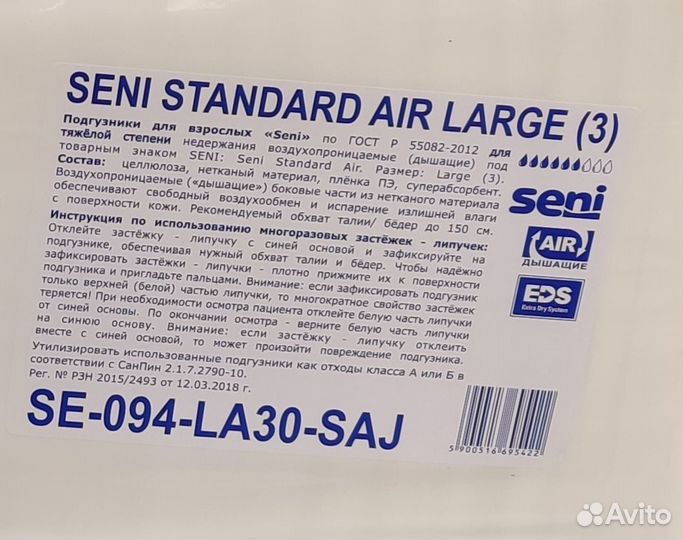 SENI STANDARD AIR LARGE (3)
Подгузники для взрослых «Seni» по ГОСТ Р 55082-2012 для
тяжёлой степени недержания воздухопроницаемые (дышащие) под
товарным знаком SENI: Seni Standard Air. Размер: Large (3).
Состав: целлюлоза, нетканый материал, плёнка ПЭ, суперабсорбент.
Воздухопроницаемые («дышащие») боковые части из нетканого материала
обеспечивают свободный воздухообмен и испарение излишней влаги
с поверхности кожи. Рекомендуемый обхват талии/ бёдер до 150 см.
Инструкция по использованию многоразовых застёжек - липучек:
Отклейте застёжку - липучку с синей основой и зафиксируйте на
подгузнике, обеспечивая нужный обхват талии и бёдер. Чтобы надёжно
зафиксировать застёжки - липучки - плотно прижмите их к поверхности
подгузника и пригладьте пальцами. Внимание: если зафиксировать подгузник
только верхней (белой) частью липучки, то многократное свойство застёжек
теряется! При необходимости осмотра пациента отклейте белую часть липучки
от синей основы. По окончании осмотра - верните белую часть липучки
на синюю основу. Внимание: если застёжку - липучку отклеить
вместе с синей основой, то может произойти повреждение подгузника.
Утилизировать использованные подгузники как отходы класса А или Б в
соответствии с СанПин 2.1.7.2790-10.
Рег. № РЗН 2015/2493 от 12.03.2018 г.
SE-094-LA30-SAJ
seni
AIR
ДЫШАЩИЕ
EDS
Extra Dry System
5 900516 695422
Avito